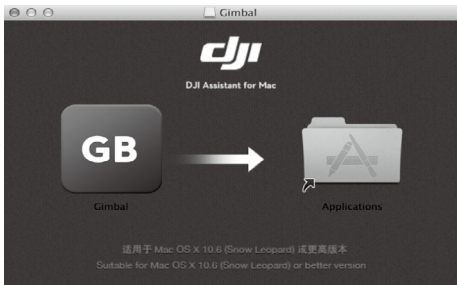 Gimbal
dji
DJI Assistant for Mac
GB
Gimbal
Applications
适用于 Mac OS X 10.6 (Snow Leopard) 或更高版本
Suitable for Mac OS X 10.6 (Snow Leopard) or better version